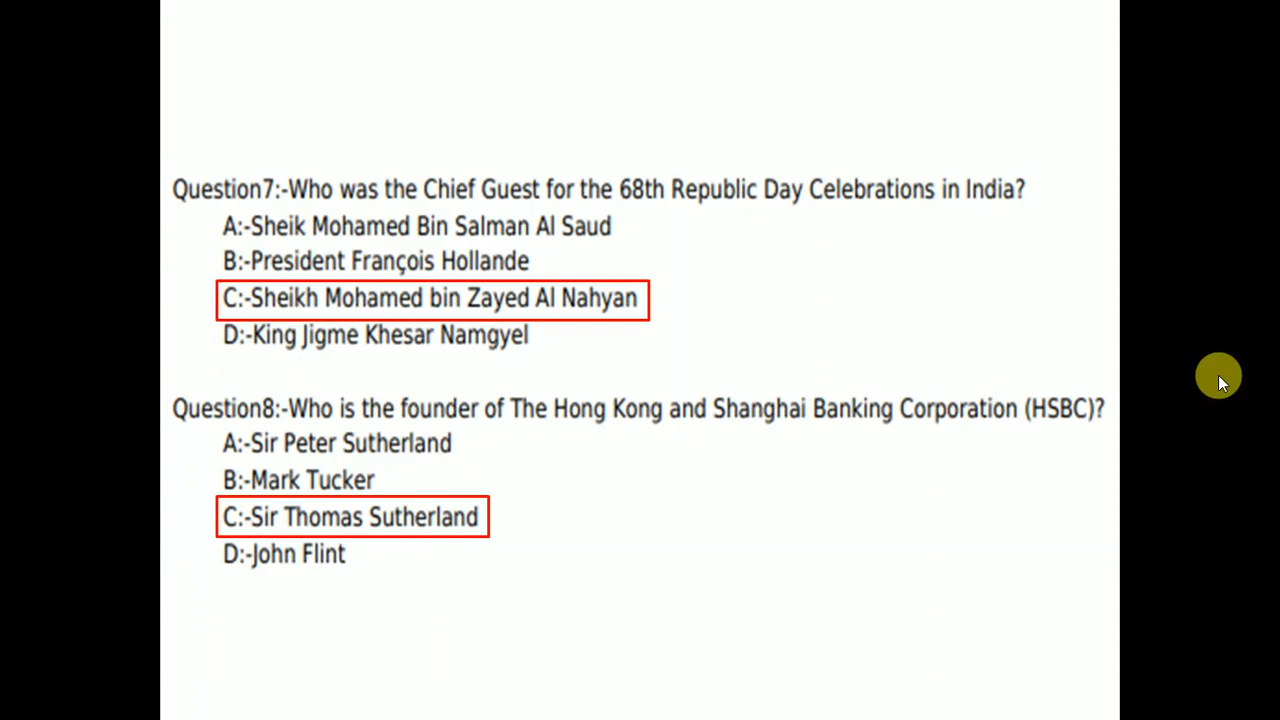 Question7:-Who was the Chief Guest for the 68th Republic Day Celebrations in India?
A:-Sheik Mohamed Bin Salman Al Saud
B:-President François Hollande
C:-Sheikh Mohamed bin Zayed Al Nahyan
D:-King Jigme Khesar Namgyel
Question8:-Who is the founder of The Hong Kong and Shanghai Banking Corporation (HSBC)?
A:-Sir Peter Sutherland
B:-Mark Tucker
C:-Sir Thomas Sutherland
D:-John Flint